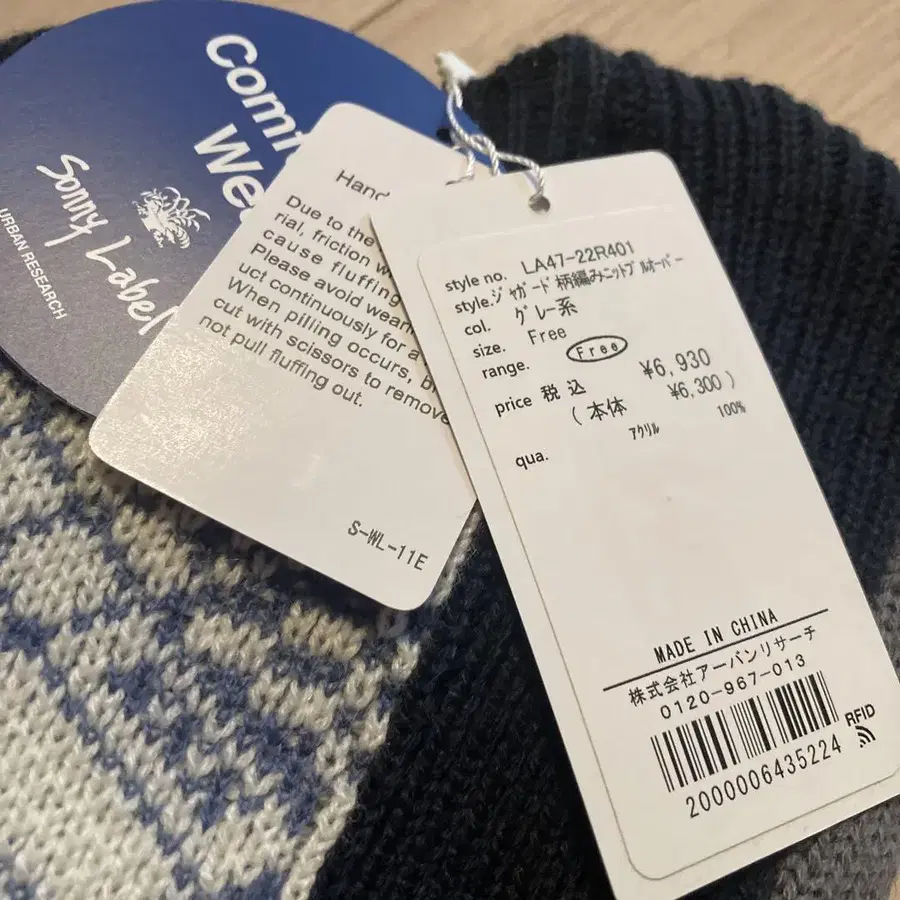 Sonny Label
URBAN RESEARCH
Due to the
rial, friction
cause fluffing
Please avoid
uct continuously for a
When pilling occurs,
cut with scissors to remove
not pull fluffing out.
S-WL-11E
style no. LA47-22R401
style.ジャガード柄編みニットプルオーバー
col. グレー系
size. Free
range. Free
price 税込 ¥6,930
(本体 ¥6,300)
qua. アクリル 100%
MADE IN CHINA
株式会社アーバンリサーチ
0120-967-013
RFID
2000006435224